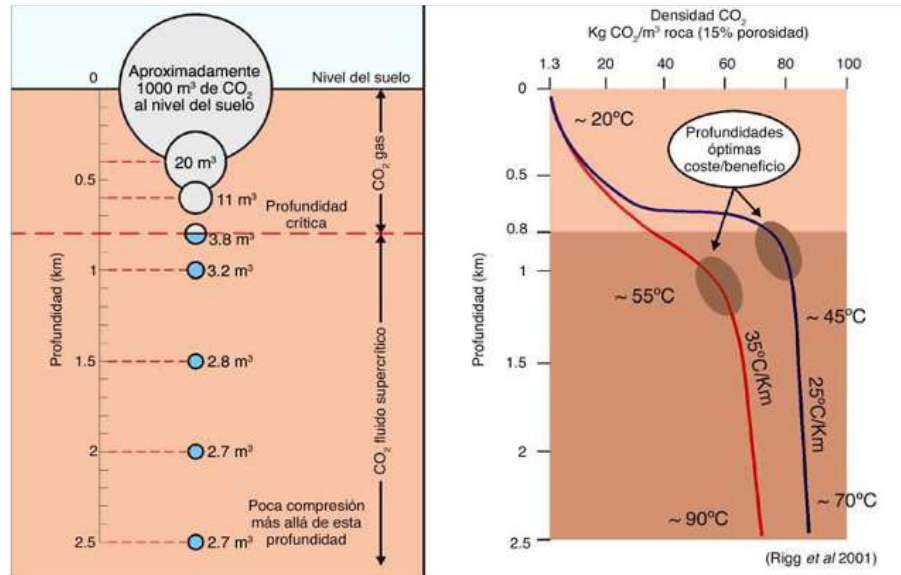 0
Aproximadamente
1000 m³ de CO₂
al nivel del suelo
Nivel del suelo
20 m³
0.5
11 m³
CO₂ gas
Profundidad
crítica
3.8 m³
1
3.2 m³
Profundidad (km)
1.5
2.8 m³
CO₂ fluido supercrítico
2
2.7 m³
Poca compresión
más allá de esta
profundidad
2.5
2.7 m³
Densidad CO₂
Kg CO₂/m³ roca (15% porosidad)
1.3 20 40 60 80 100
0
~ 20ºC
Profundidades
óptimas
coste/beneficio
0.5
0.8
1
~ 55ºC
~ 45ºC
Profundidad (km)
35ºC/Km
25ºC/Km
1.5
2
~ 70ºC
~ 90ºC
2.5
(Rigg et al 2001)